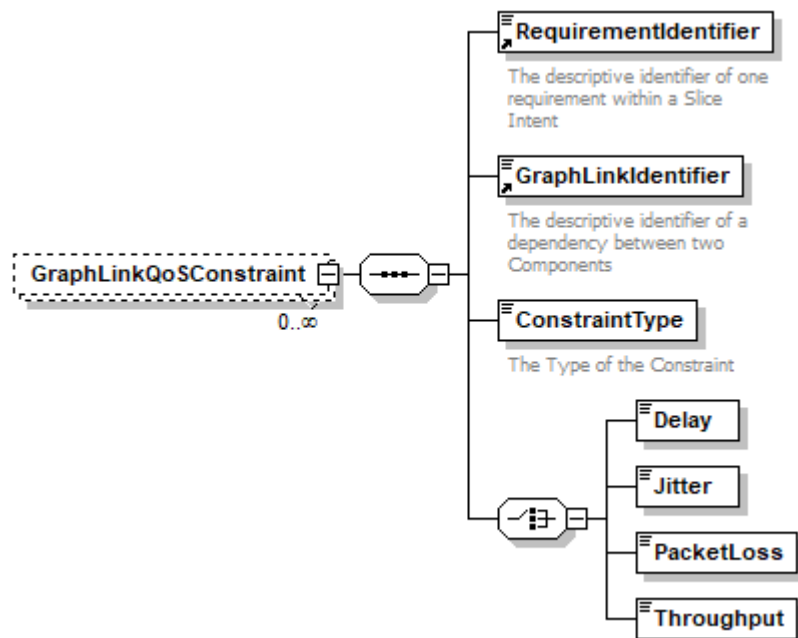 RequirementIdentifier
The descriptive identifier of one
requirement within a Slice
Intent
GraphLinkIdentifier
The descriptive identifier of a
dependency between two
Components
GraphLinkQoSConstraint
0..∞
ConstraintType
The Type of the Constraint
Delay
Jitter
PacketLoss
Throughput